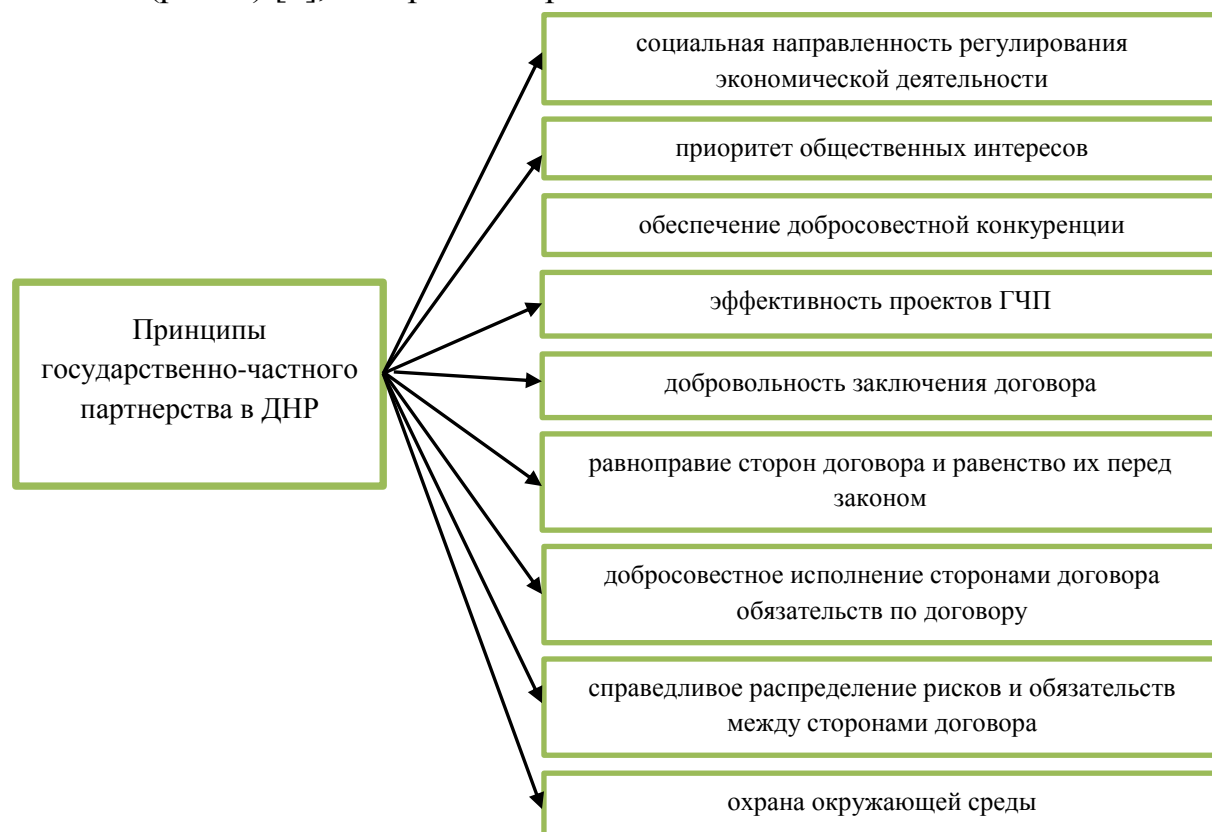 социальная направленность регулирования
экономической деятельности
приоритет общественных интересов
обеспечение добросовестной конкуренции
эффективность проектов ГЧП
Принципы
государственно-частного
партнерства в ДНР
добровольность заключения договора
равноправие сторон договора и равенство их перед
законом
добросовестное исполнение сторонами договора
обязательств по договору
справедливое распределение рисков и обязательств
между сторонами договора
охрана окружающей среды